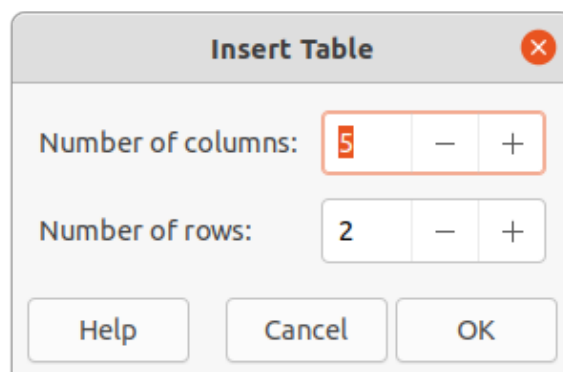 Insert Table
Number of columns: 5
Number of rows: 2
Help Cancel OK